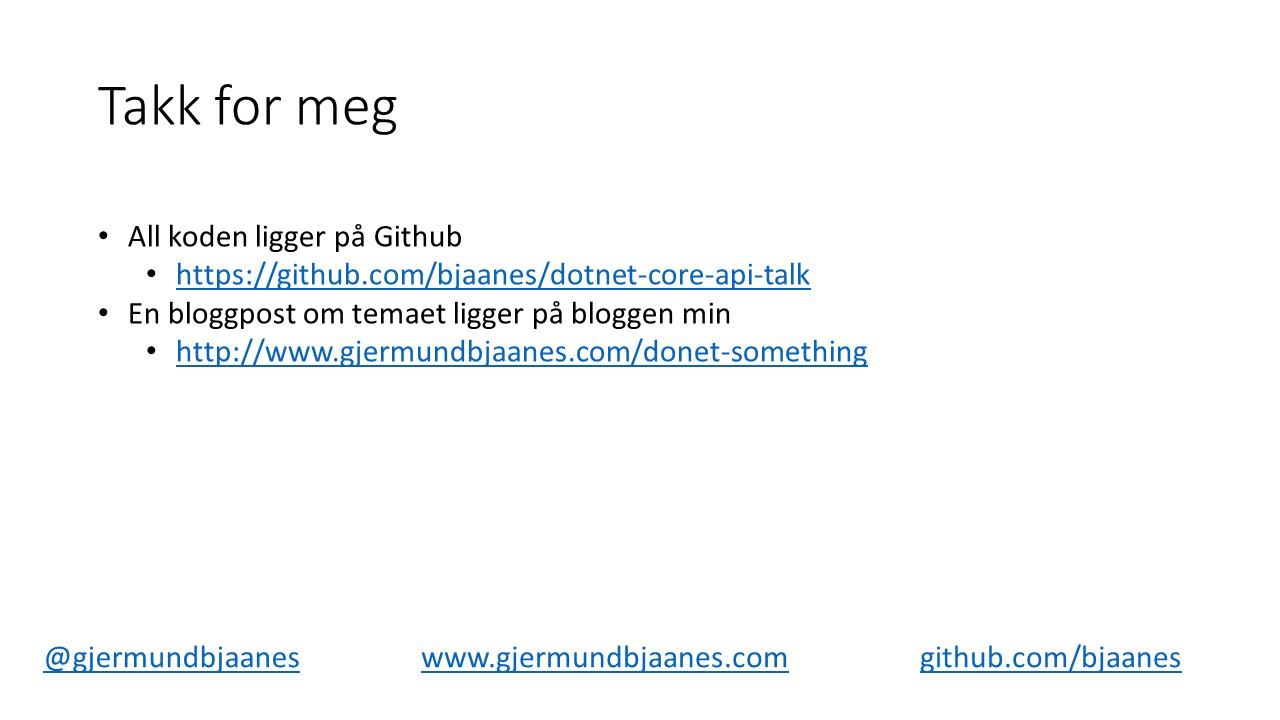 Takk for meg
• All koden ligger på Github
• https://github.com/bjaanes/dotnet-core-api-talk
• En bloggpost om temaet ligger på bloggen min
• http://www.gjermundbjaanes.com/donet-something
@gjermundbjaanes www.gjermundbjaanes.com github.com/bjaanes